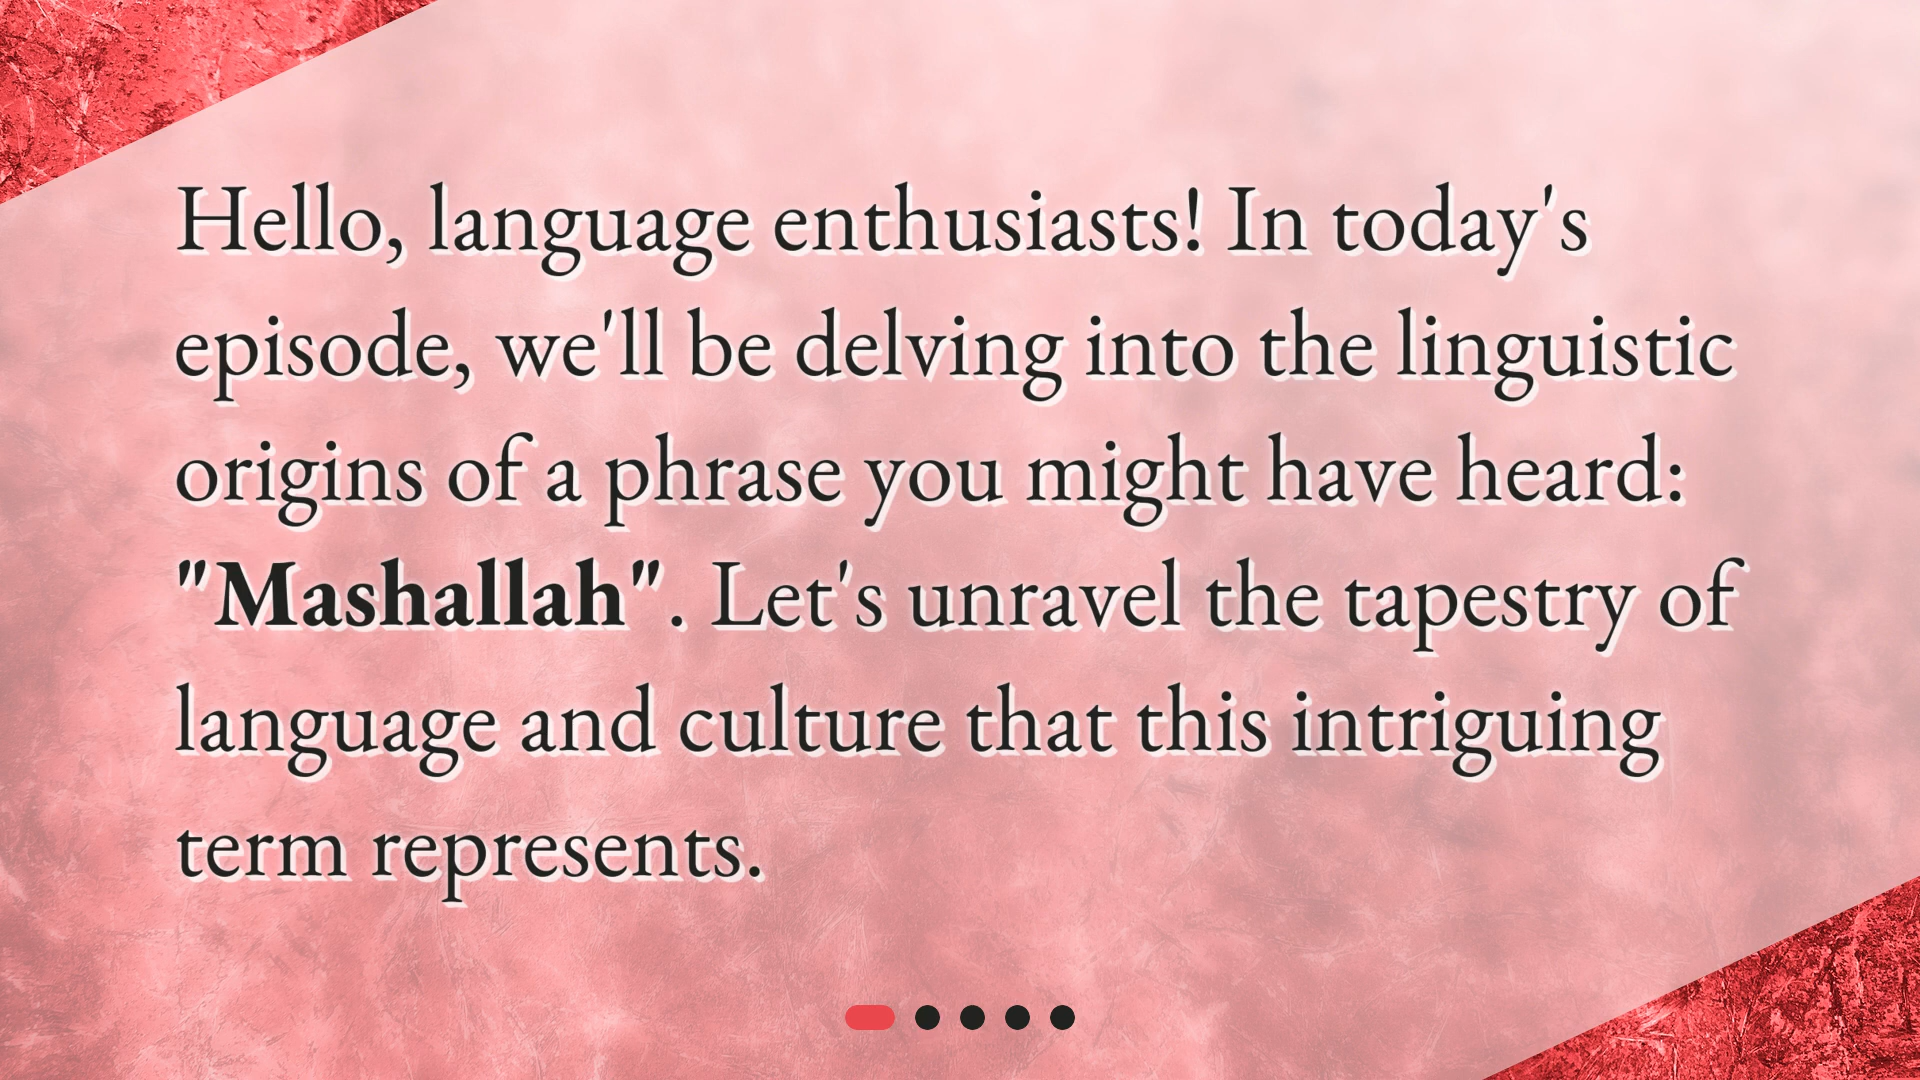 Hello, language enthusiasts! In today's
episode, we'll be delving into the linguistic
origins of a phrase you might have heard:
"Mashallah". Let's unravel the tapestry of
language and culture that this intriguing
term represents.